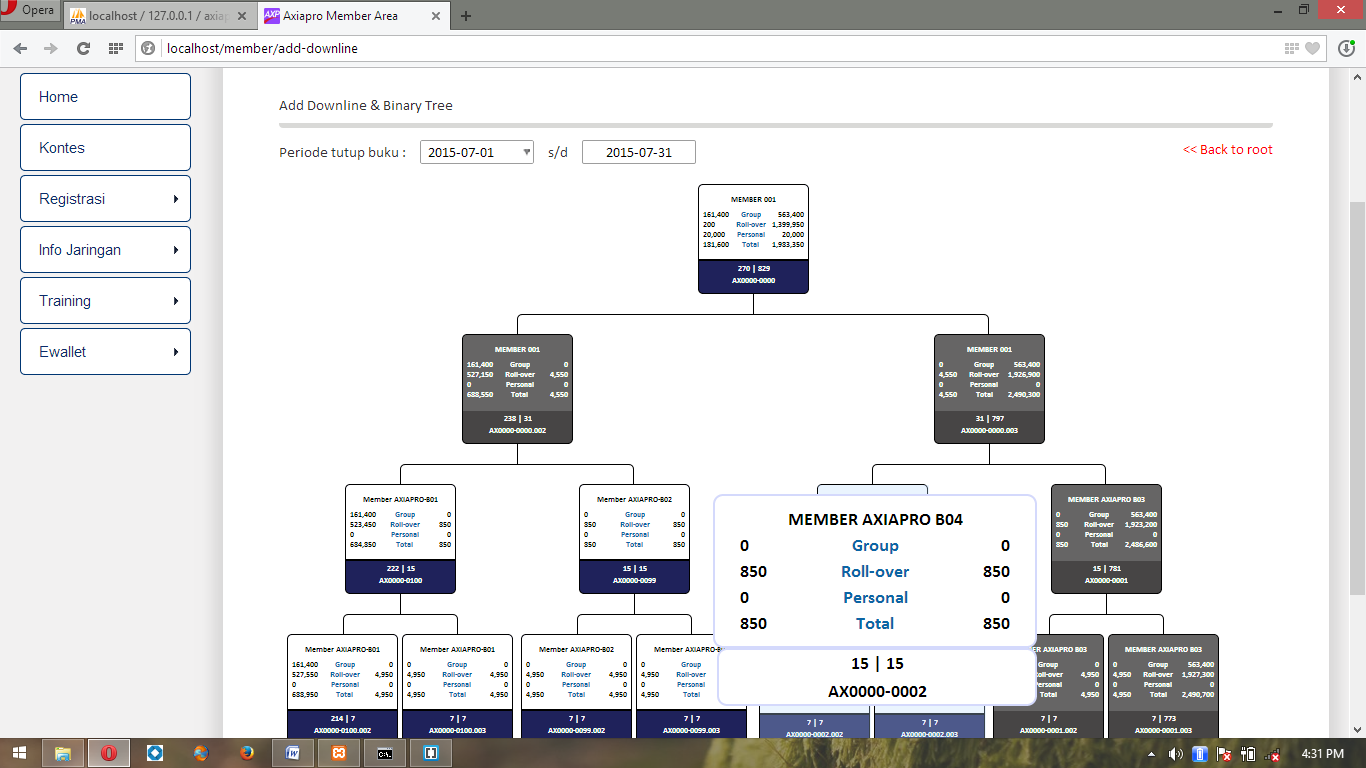 Opera
localhost / 127.0.0.1 / axiap
Axiapro Member Area
localhost/member/add-downline
Home
Kontes
Registrasi
Info Jaringan
Training
Ewallet
Add Downline & Binary Tree
Periode tutup buku : 2015-07-01 s/d 2015-07-31
<< Back to root
MEMBER 001
161,400 Group 563,400
200 Roll-over 1,399,950
20,000 Personal 20,000
181,600 Total 1,983,350
270 | 829
AX0000-0000
MEMBER 001
161,400 Group 0
527,150 Roll-over 4,550
0 Personal 0
688,550 Total 4,550
238 | 31
AX0000-0000.002
MEMBER 001
0 Group 563,400
4,550 Roll-over 1,926,900
0 Personal 0
4,550 Total 2,490,300
31 | 797
AX0000-0000.003
Member AXIAPRO-B01
161,400 Group 0
523,450 Roll-over 850
0 Personal 0
684,850 Total 850
222 | 15
AX0000-0100
Member AXIAPRO-B02
0 Group 0
850 Roll-over 850
0 Personal 0
850 Total 850
15 | 15
AX0000-0099
MEMBER AXIAPRO B04
0 Group 0
850 Roll-over 850
0 Personal 0
850 Total 850
15 | 15
AX0000-0002
MEMBER AXIAPRO B03
0 Group 563,400
850 Roll-over 1,923,200
0 Personal 0
850 Total 2,486,600
15 | 781
AX0000-0001
Member AXIAPRO-B01
161,400 Group 0
527,550 Roll-over 4,950
0 Personal 0
688,950 Total 4,950
214 | 7
AX0000-0100.002
Member AXIAPRO-B01
0 Group 0
4,950 Roll-over 4,950
0 Personal 0
4,950 Total 4,950
7 | 7
AX0000-0100.003
Member AXIAPRO-B02
0 Group 0
4,950 Roll-over 4,950
0 Personal 0
4,950 Total 4,950
7 | 7
AX0000-0099.002
Member AXIAPRO-B0
0 Group
4,950 Roll-over
0 Personal
4,950 Total
7 | 7
AX0000-0099.003
7 | 7
AX0000-0002.002
7 | 7
AX0000-0002.003
ER AXIAPRO B03
Group 0
Roll-over 4,950
Personal 0
Total 4,950
7 | 7
AX0000-0001.002
MEMBER AXIAPRO B03
0 Group 563,400
4,950 Roll-over 1,927,300
0 Personal 0
4,950 Total 2,490,700
7 | 773
AX0000-0001.003
4:31 PM